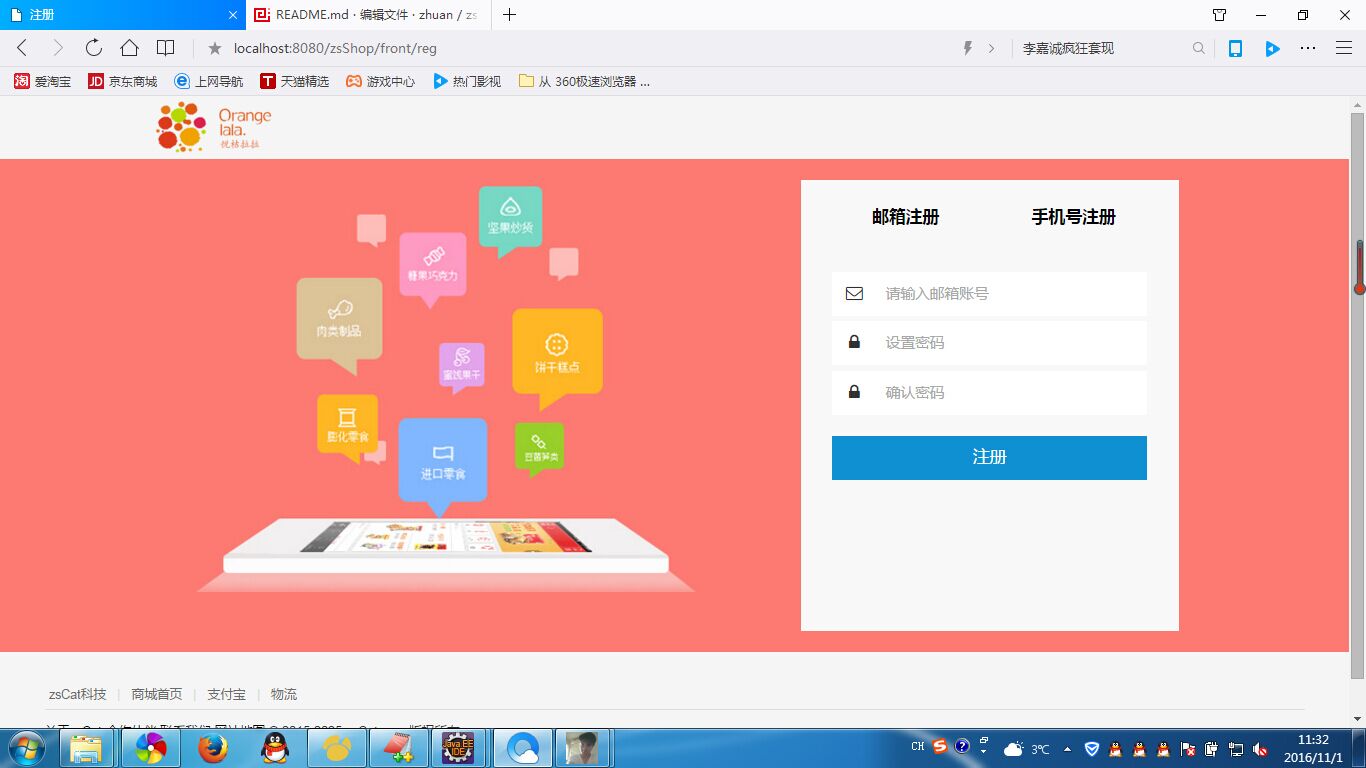 注册
README.md · 编辑文件 · zhuan / zs
localhost:8080/zsShop/front/reg
李嘉诚疯狂套现
爱淘宝 京东商城 上网导航 天猫精选 游戏中心 热门影视 从 360极速浏览器 ...
Orange
lala.
悦桔拉拉
坚果炒货
糖果巧克力
肉类制品
蜜饯果干
饼干糕点
膨化零食
进口零食
豆菌笋类
邮箱注册 手机号注册
请输入邮箱账号
设置密码
确认密码
注册
zsCat科技 | 商城首页 | 支付宝 | 物流
CH
3℃
11:32
2016/11/1